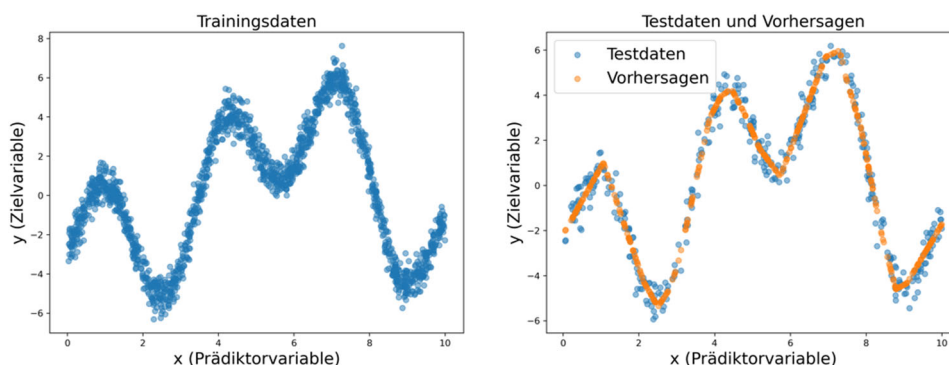 Trainingsdaten
8
6
4
2
0
−2
−4
−6
y (Zielvariable)
0 2 4 6 8 10
x (Prädiktorvariable)
Testdaten und Vorhersagen
Testdaten
Vorhersagen
6
4
2
0
−2
−4
−6
y (Zielvariable)
0 2 4 6 8 10
x (Prädiktorvariable)